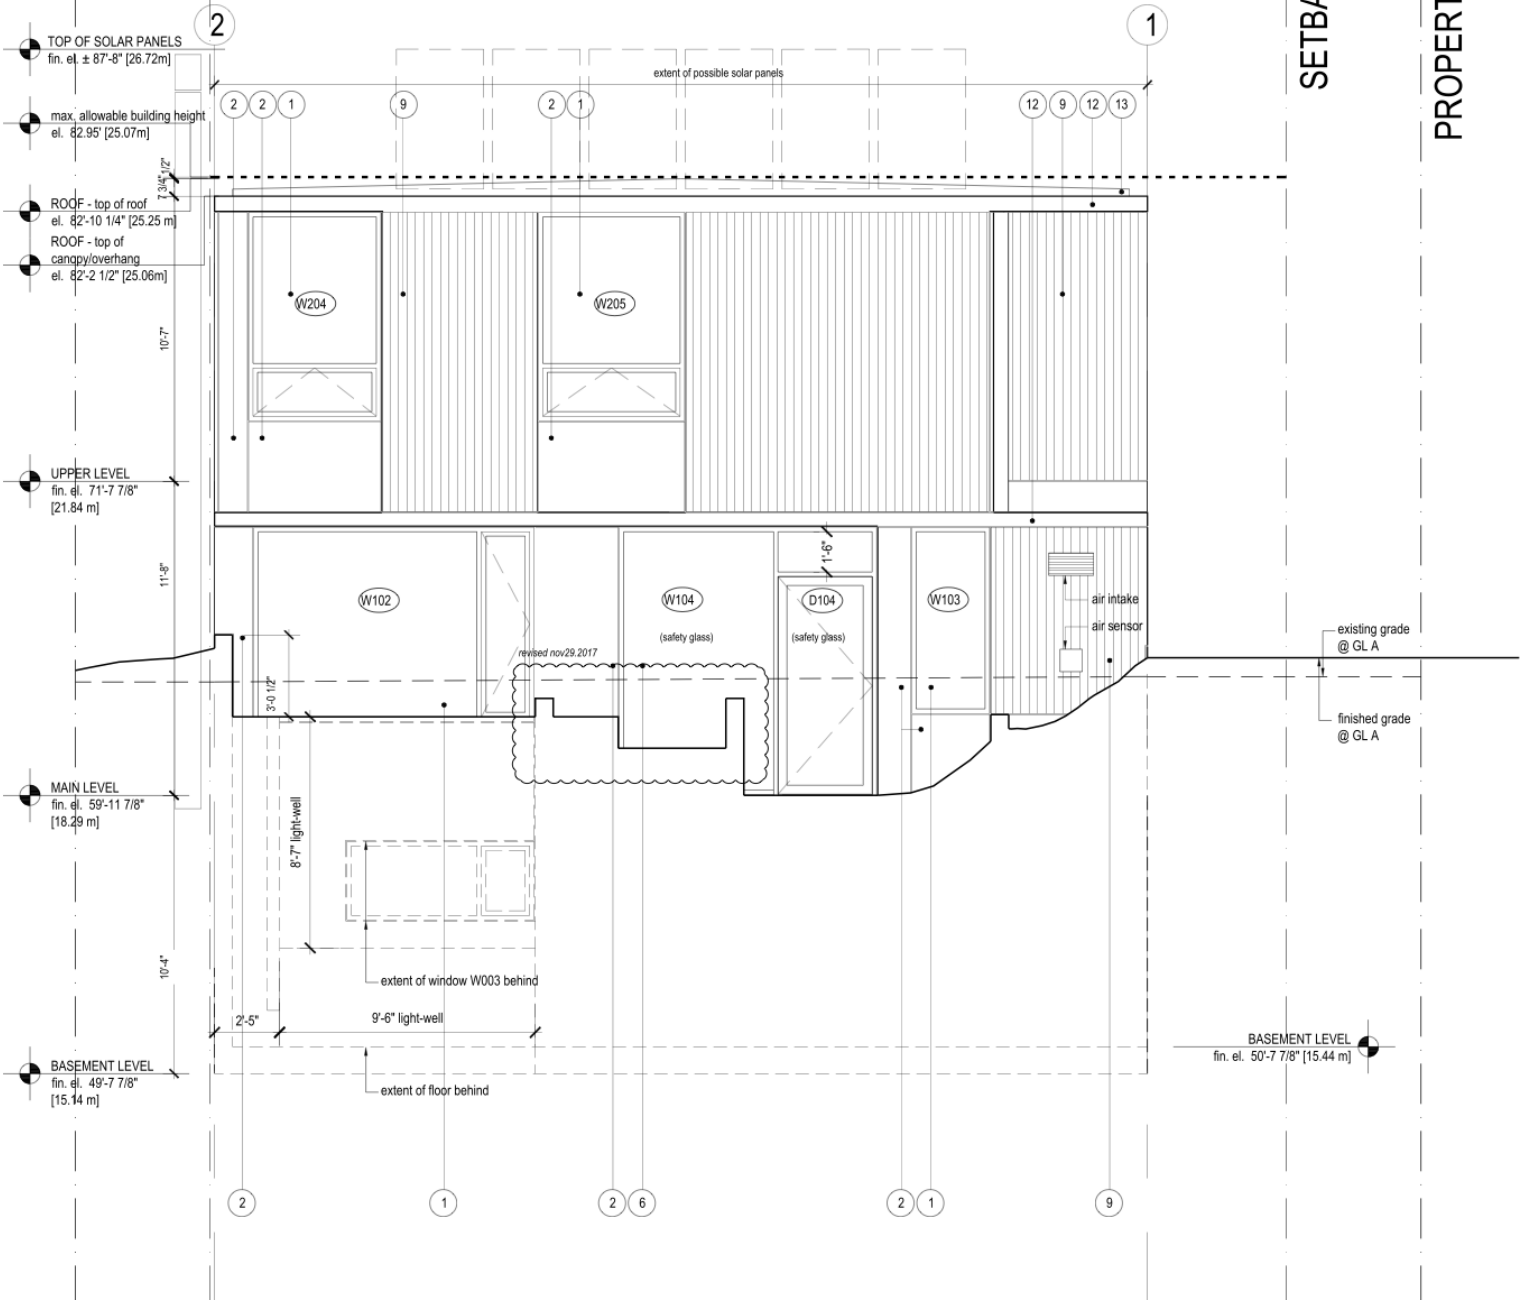 2
1
SETBA
PROPERT
TOP OF SOLAR PANELS
fin. el. ± 87'-8" [26.72m]
extent of possible solar panels
2 2 1 9 2 1 12 9 12 13
max. allowable building height
el. 82.95' [25.07m]
1/2"
7 3/4"
ROOF - top of roof
el. 82'-10 1/4" [25.25 m]
ROOF - top of
canopy/overhang
el. 82'-2 1/2" [25.06m]
W204
W205
10'-7"
UPPER LEVEL
fin. el. 71'-7 7/8"
[21.84 m]
1'-6"
11'-8"
W102
W104
D104
W103
air intake
(safety glass)
(safety glass)
air sensor
revised nov29.2017
existing grade
@ GL A
3'-0 1/2"
finished grade
@ GL A
MAIN LEVEL
fin. el. 59'-11 7/8"
[18.29 m]
8'-7" light-well
10'-4"
extent of window W003 behind
2'-5"
9'-6" light-well
BASEMENT LEVEL
fin. el. 50'-7 7/8" [15.44 m]
BASEMENT LEVEL
fin. el. 49'-7 7/8"
[15.14 m]
extent of floor behind
2 1 2 6 2 1 9